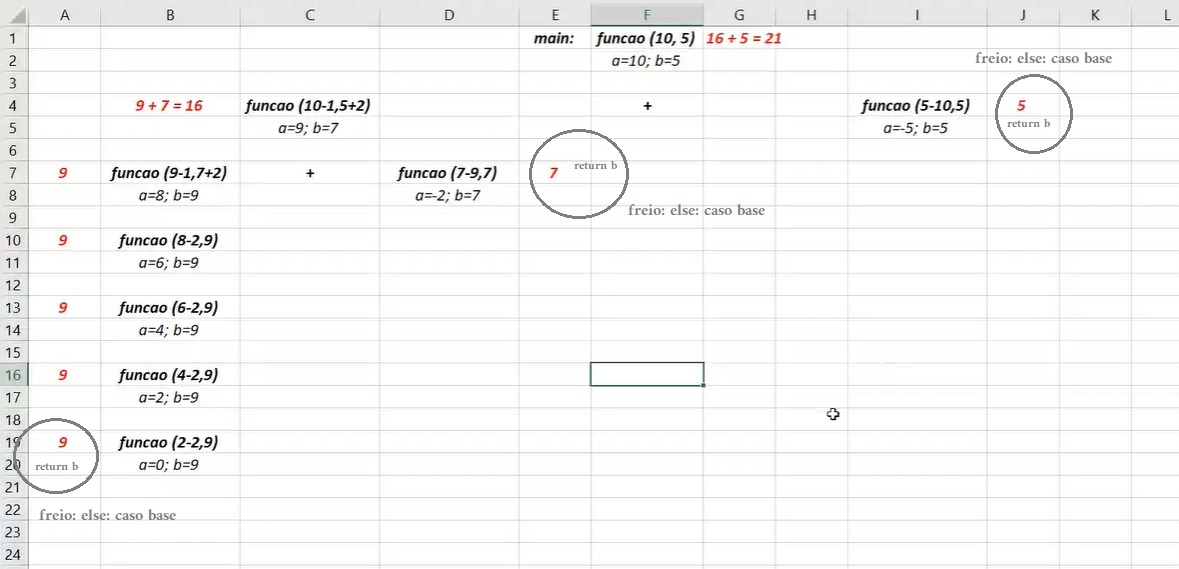 A B C D E F G H I J K L
1 main: funcao (10, 5) 16 + 5 = 21
2 a=10; b=5 freio: else: caso base
3
4 9 + 7 = 16 funcao (10-1,5+2) + funcao (5-10,5) 5
5 a=9; b=7 a=-5; b=5 return b
6
7 9 funcao (9-1,7+2) + funcao (7-9,7) 7 return b
8 a=8; b=9 a=-2; b=7
9 freio: else: caso base
10 9 funcao (8-2,9)
11 a=6; b=9
12
13 9 funcao (6-2,9)
14 a=4; b=9
15
16 9 funcao (4-2,9)
17 a=2; b=9
18
19 9 funcao (2-2,9)
20 return b a=0; b=9
21
22 freio: else: caso base
23
24